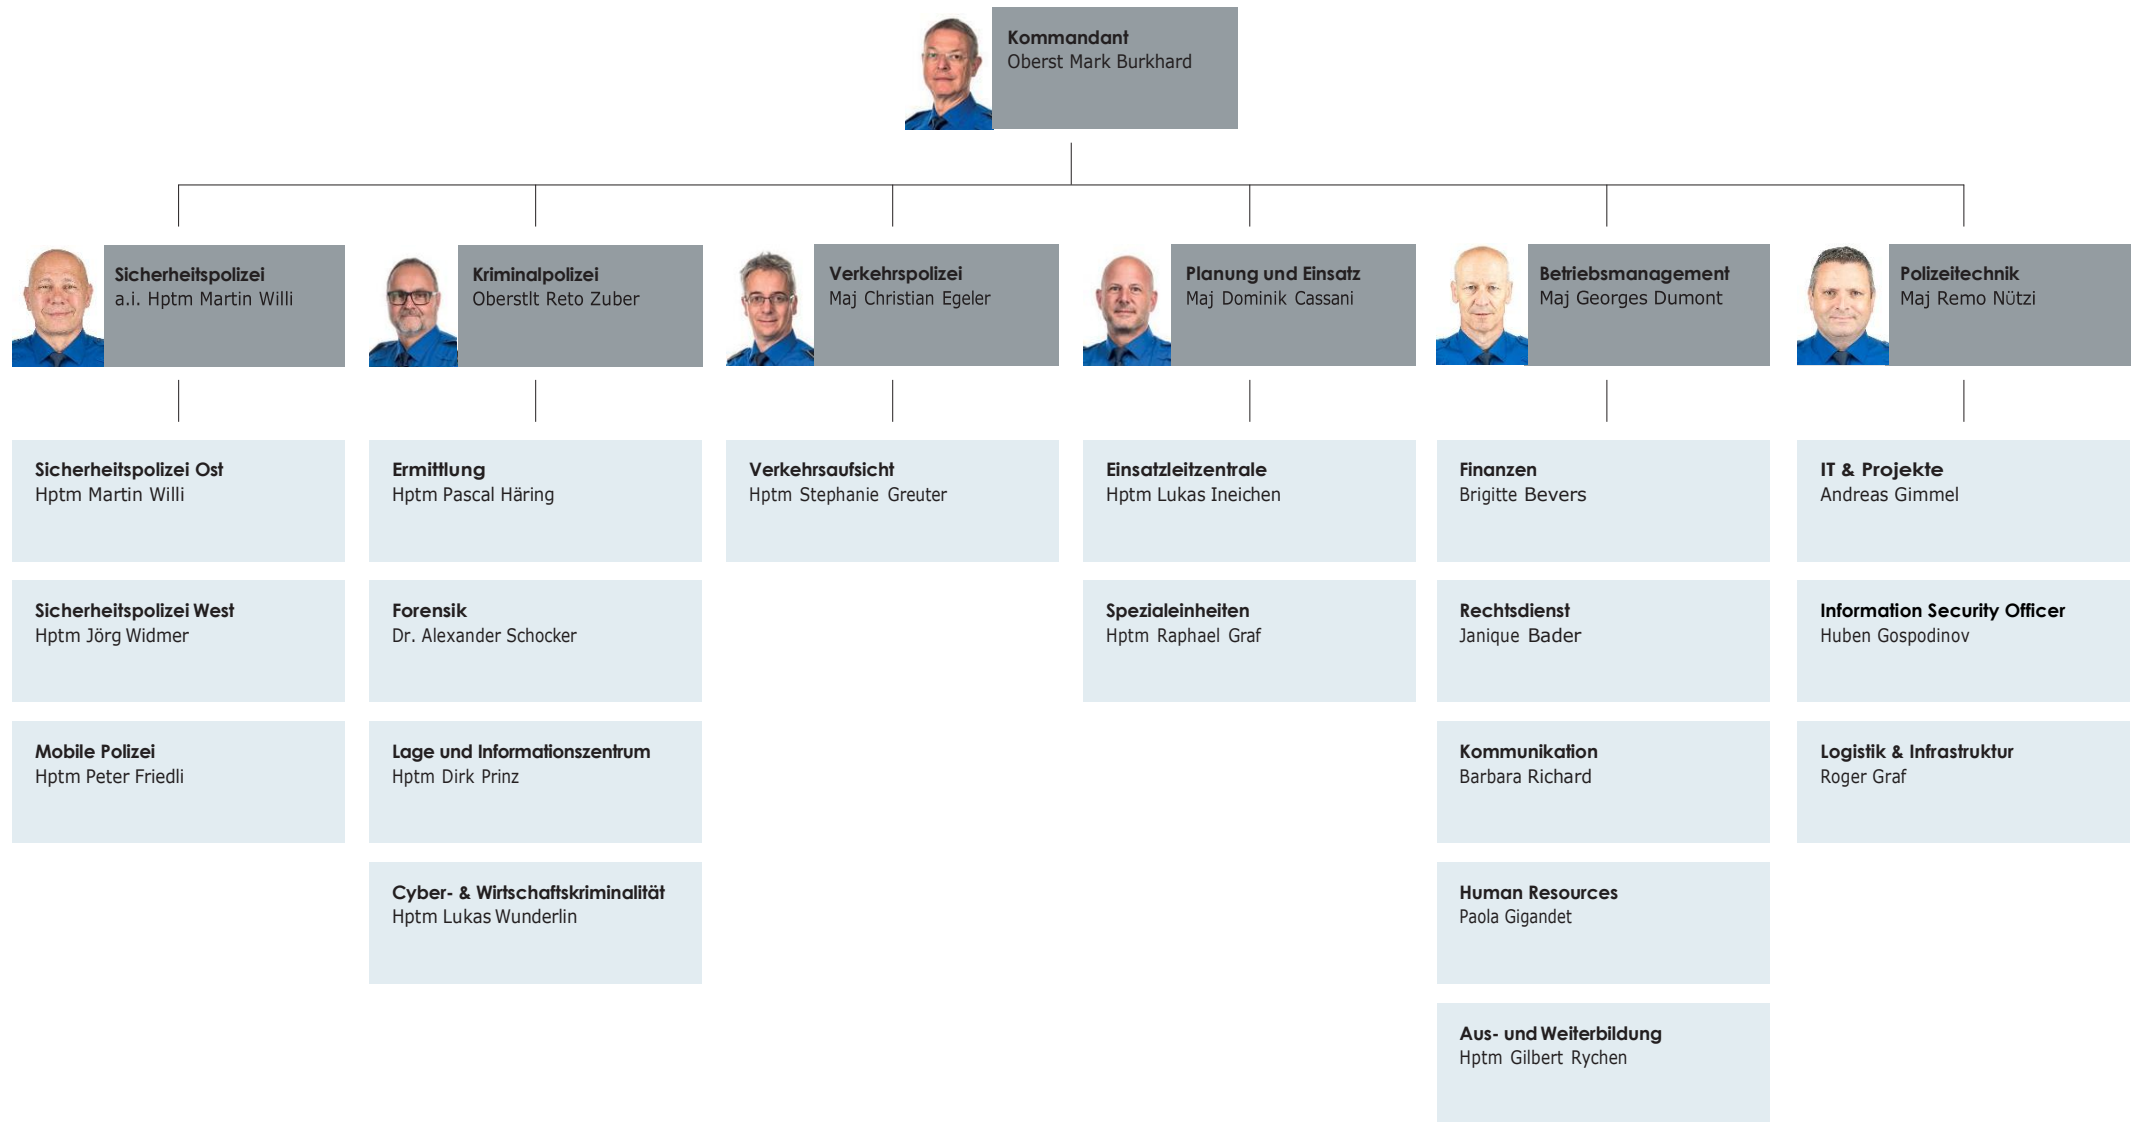 Kommandant
Oberst Mark Burkhard
Sicherheitspolizei
a.i. Hptm Martin Willi
Kriminalpolizei
Oberstlt Reto Zuber
Verkehrspolizei
Maj Christian Egeler
Planung und Einsatz
Maj Dominik Cassani
Betriebsmanagement
Maj Georges Dumont
Polizeitechnik
Maj Remo Nützi
Sicherheitspolizei Ost
Hptm Martin Willi
Ermittlung
Hptm Pascal Häring
Verkehrsaufsicht
Hptm Stephanie Greuter
Einsatzleitzentrale
Hptm Lukas Ineichen
Finanzen
Brigitte Bevers
IT & Projekte
Andreas Gimmel
Sicherheitspolizei West
Hptm Jörg Widmer
Forensik
Dr. Alexander Schocker
Spezialeinheiten
Hptm Raphael Graf
Rechtsdienst
Janique Bader
Information Security Officer
Huben Gospodinov
Mobile Polizei
Hptm Peter Friedli
Lage und Informationszentrum
Hptm Dirk Prinz
Kommunikation
Barbara Richard
Logistik & Infrastruktur
Roger Graf
Cyber- & Wirtschaftskriminalität
Hptm Lukas Wunderlin
Human Resources
Paola Gigandet
Aus- und Weiterbildung
Hptm Gilbert Rychen